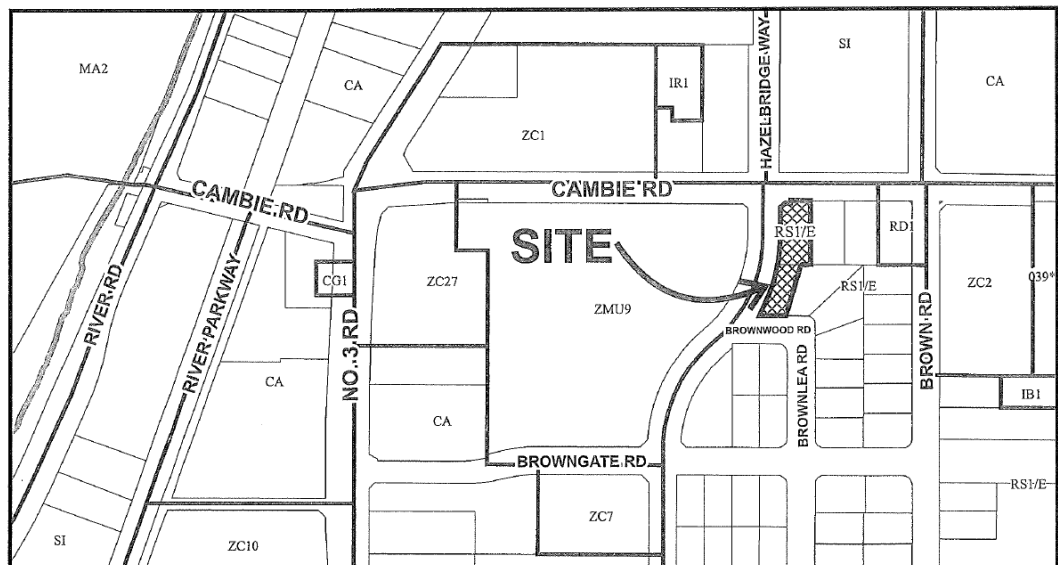 MA2
CA
SI
CA
IR1
ZC1
HAZELBRIDGE WAY
CAMBIE RD
CAMBIE RD
RS1/E
RD1
SITE
CG1
ZC27
ZMU9
RS1/E
ZC2
039*
RIVER RD
RIVER PARKWAY
NO. 3 RD
BROWNWOOD RD
BROWNLEA RD
BROWN RD
CA
CA
IB1
BROWNGATE RD
RS1/E
ZC7
SI
ZC10